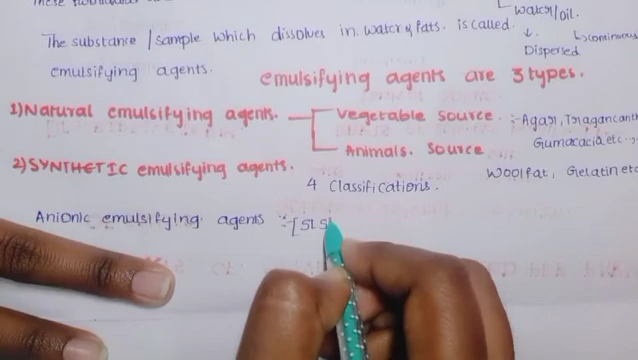 water/oil.
The substance / sample which dissolves in water & fats. is called
↓ ↳continuous
Dispersed
emulsifying agents.
emulsifying agents are 3 types.
1) Natural emulsifying agents. Vegetable source :- Agar, Tragancanth
Gumacacia etc..,
Animals. Source
2) SYNTHETIC emulsifying agents.
Woolfat, Gelatin etc
4 Classifications.
Anionic emulsifying agents :- [SLS